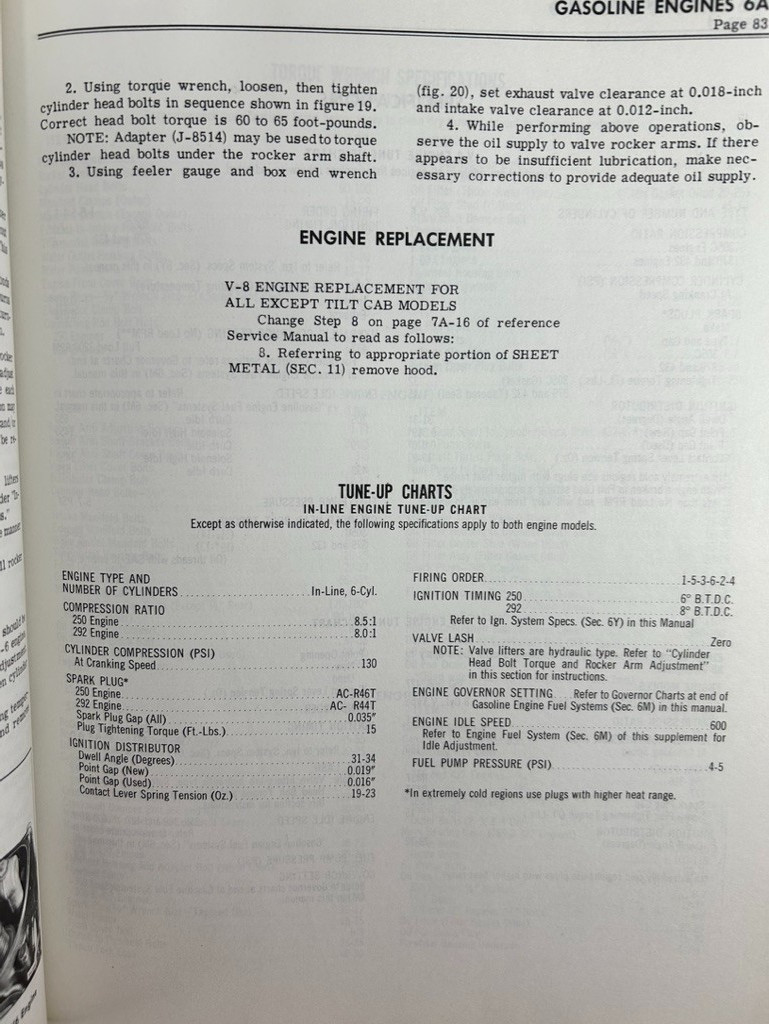 GASOLINE ENGINES 6A
Page 83
2. Using torque wrench, loosen, then tighten
cylinder head bolts in sequence shown in figure 19.
Correct head bolt torque is 60 to 65 foot-pounds.
NOTE: Adapter (J-8514) may be used to torque
cylinder head bolts under the rocker arm shaft.
3. Using feeler gauge and box end wrench
(fig. 20), set exhaust valve clearance at 0.018-inch
and intake valve clearance at 0.012-inch.
4. While performing above operations, ob-
serve the oil supply to valve rocker arms. If there
appears to be insufficient lubrication, make nec-
essary corrections to provide adequate oil supply.
ENGINE REPLACEMENT
V-8 ENGINE REPLACEMENT FOR
ALL EXCEPT TILT CAB MODELS
Change Step 8 on page 7A-16 of reference
Service Manual to read as follows:
8. Referring to appropriate portion of SHEET
METAL (SEC. 11) remove hood.
TUNE-UP CHARTS
IN-LINE ENGINE TUNE-UP CHART
Except as otherwise indicated, the following specifications apply to both engine models.
ENGINE TYPE AND
NUMBER OF CYLINDERS In-Line, 6-Cyl.
COMPRESSION RATIO
250 Engine 8.5:1
292 Engine 8.0:1
CYLINDER COMPRESSION (PSI)
At Cranking Speed 130
SPARK PLUG*
250 Engine AC-R46T
292 Engine AC- R44T
Spark Plug Gap (All) 0.035"
Plug Tightening Torque (Ft.-Lbs.) 15
IGNITION DISTRIBUTOR
Dwell Angle (Degrees) 31-34
Point Gap (New) 0.019"
Point Gap (Used) 0.016"
Contact Lever Spring Tension (Oz.) 19-23
FIRING ORDER 1-5-3-6-2-4
IGNITION TIMING 250 6° B.T.D.C.
292 8° B.T.D.C.
Refer to Ign. System Specs. (Sec. 6Y) in this Manual
VALVE LASH Zero
NOTE: Valve lifters are hydraulic type. Refer to "Cylinder
Head Bolt Torque and Rocker Arm Adjustment"
in this section for instructions.
ENGINE GOVERNOR SETTING Refer to Governor Charts at end of
Gasoline Engine Fuel Systems (Sec. 6M) in this manual.
ENGINE IDLE SPEED 600
Refer to Engine Fuel System (Sec. 6M) of this supplement for
Idle Adjustment.
FUEL PUMP PRESSURE (PSI) 4-5
*In extremely cold regions use plugs with higher heat range.